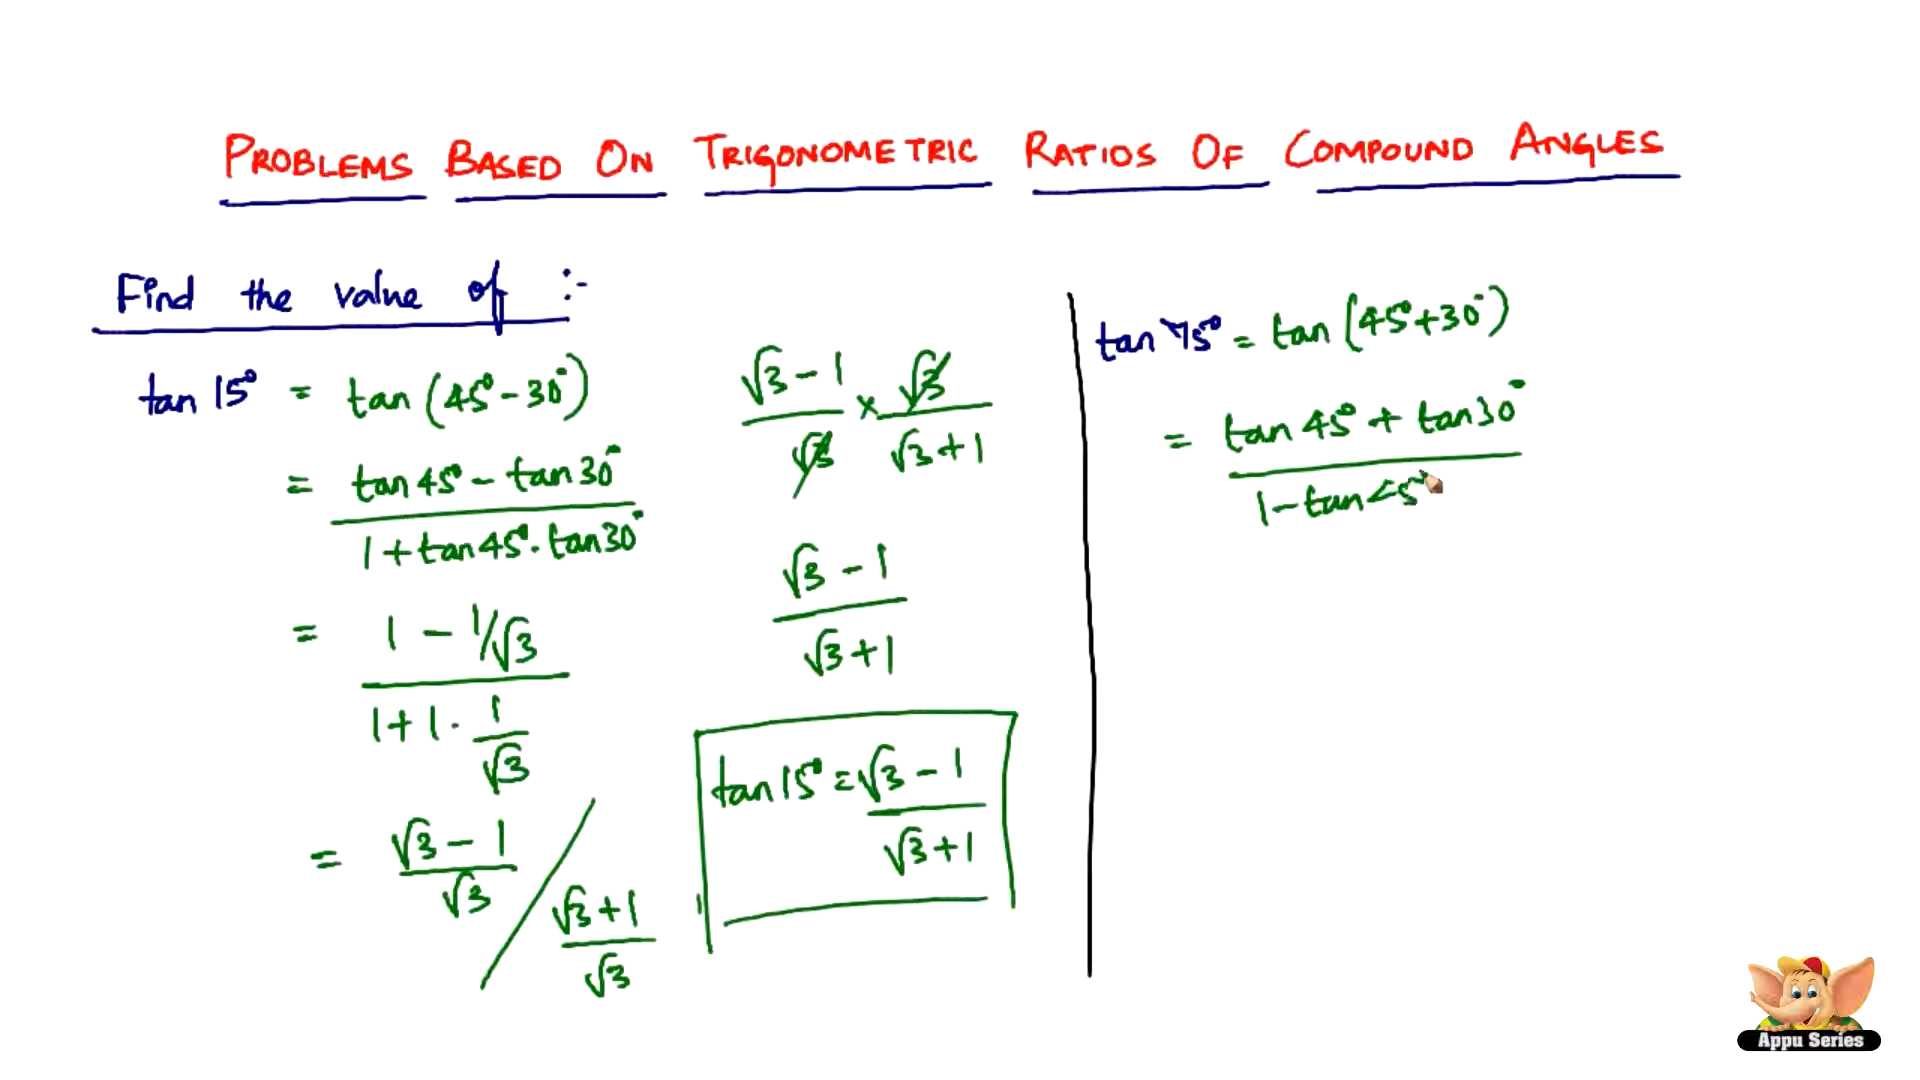 PROBLEMS BASED ON TRIGONOMETRIC RATIOS OF COMPOUND ANGLES
Find the value of :-
tan 15° = tan (45° - 30°)
= tan 45° - tan 30°
1 + tan 45° . tan 30°
= 1 - 1/√3
1 + 1 . 1
√3
= √3 - 1
√3
√3 + 1
√3
√3 - 1 × √3
√3 √3 + 1
√3 - 1
√3 + 1
tan 15° = √3 - 1
√3 + 1
tan 75° = tan (45° + 30°)
= tan 45° + tan 30°
1 - tan 45°
Appu Series